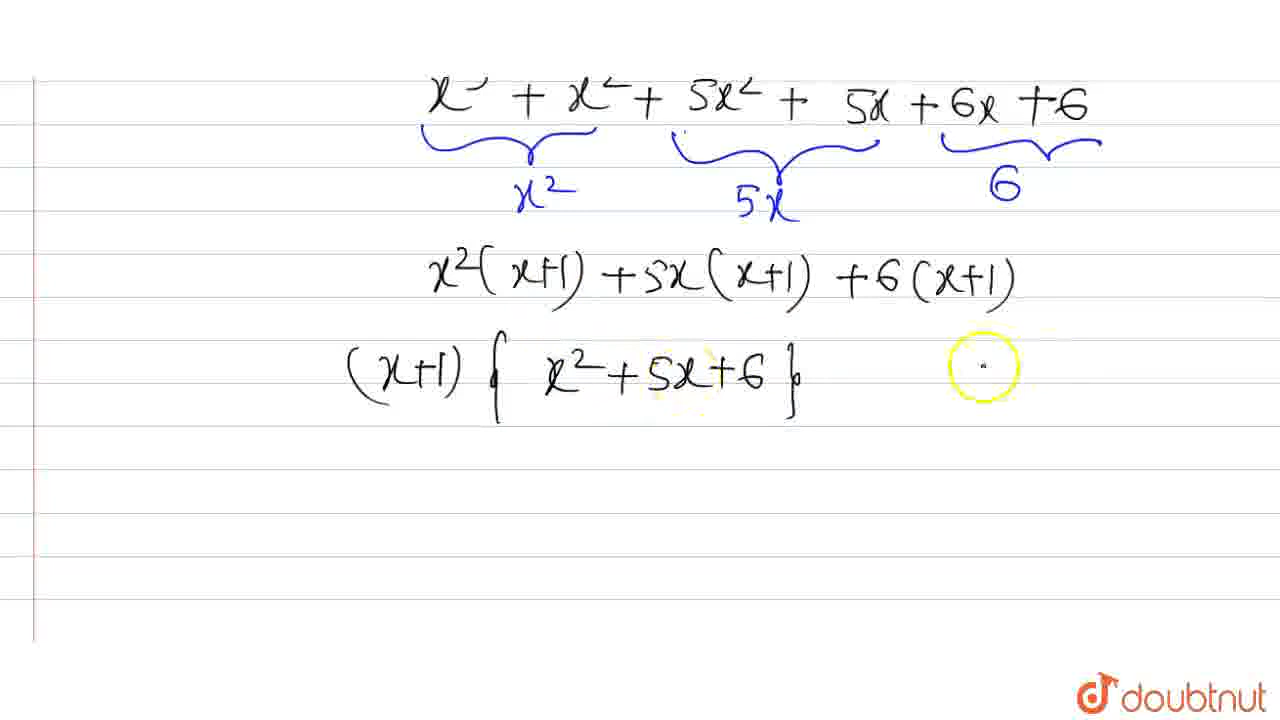 x³ + x² + 5x² + 5x + 6x + 6
x² 5x 6
x²(x+1) + 5x(x+1) + 6(x+1)
(x+1) { x² + 5x + 6 }
doubtnut